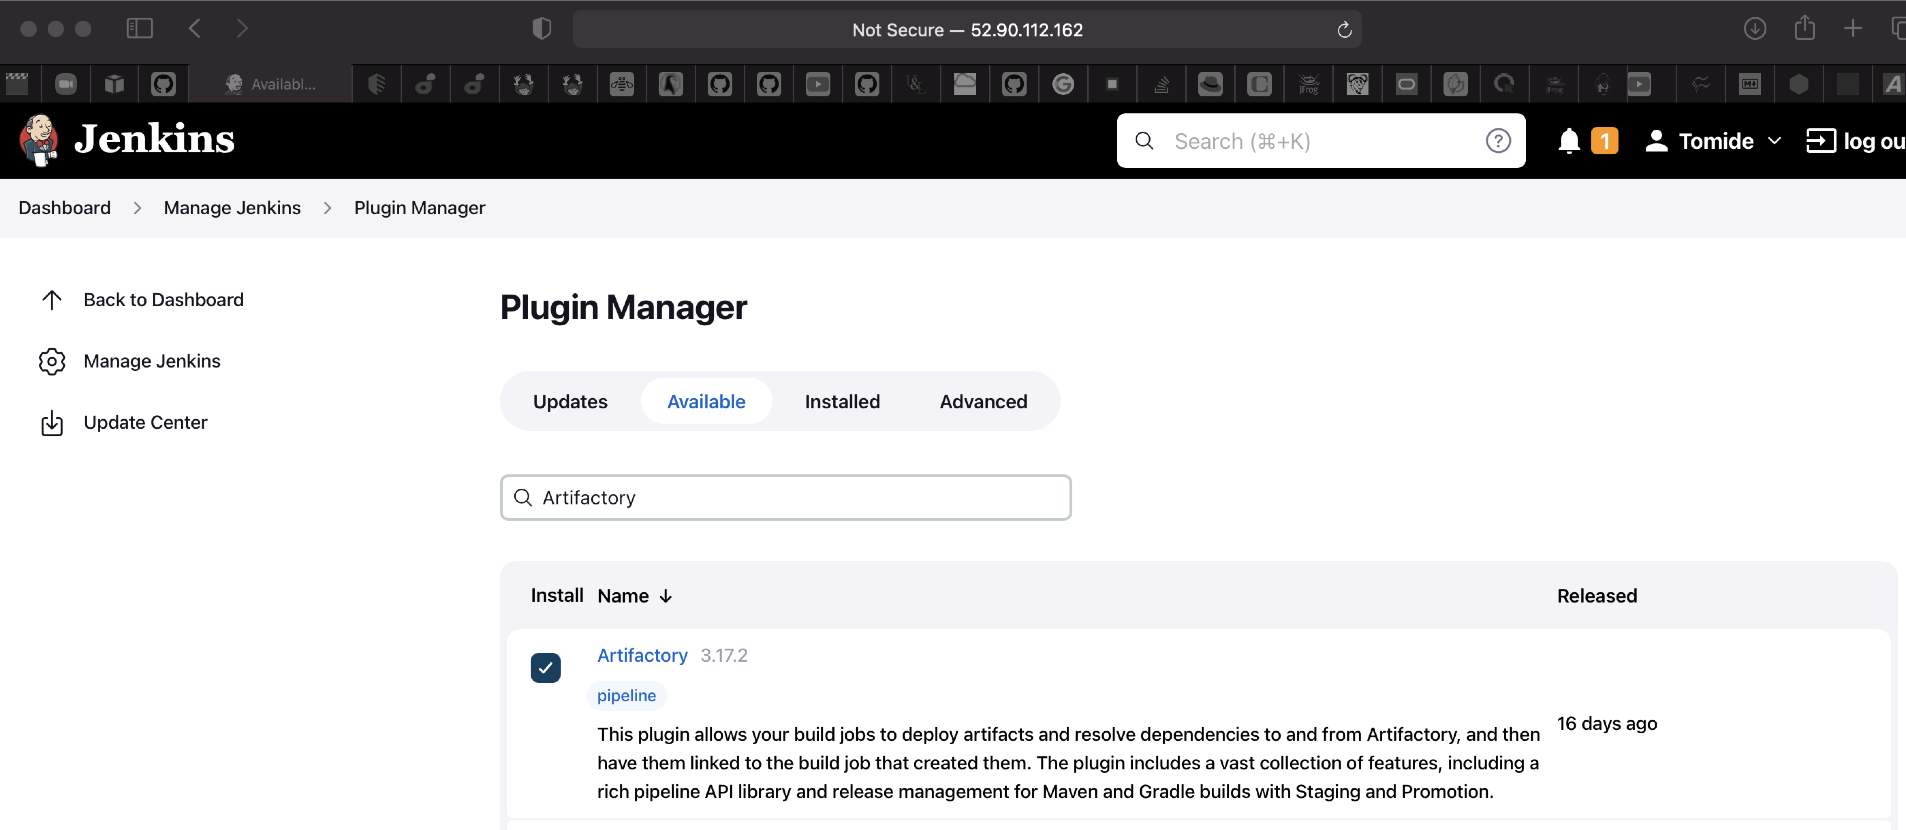 Not Secure — 52.90.112.162
Availabl...
Jenkins
Search (⌘+K)
?
1
Tomide
log ou
Dashboard
Manage Jenkins
Plugin Manager
Back to Dashboard
Manage Jenkins
Update Center
Plugin Manager
Updates
Available
Installed
Advanced
Artifactory
Install Name ↓ Released
Artifactory 3.17.2
pipeline
This plugin allows your build jobs to deploy artifacts and resolve dependencies to and from Artifactory, and then
have them linked to the build job that created them. The plugin includes a vast collection of features, including a
rich pipeline API library and release management for Maven and Gradle builds with Staging and Promotion.
16 days ago